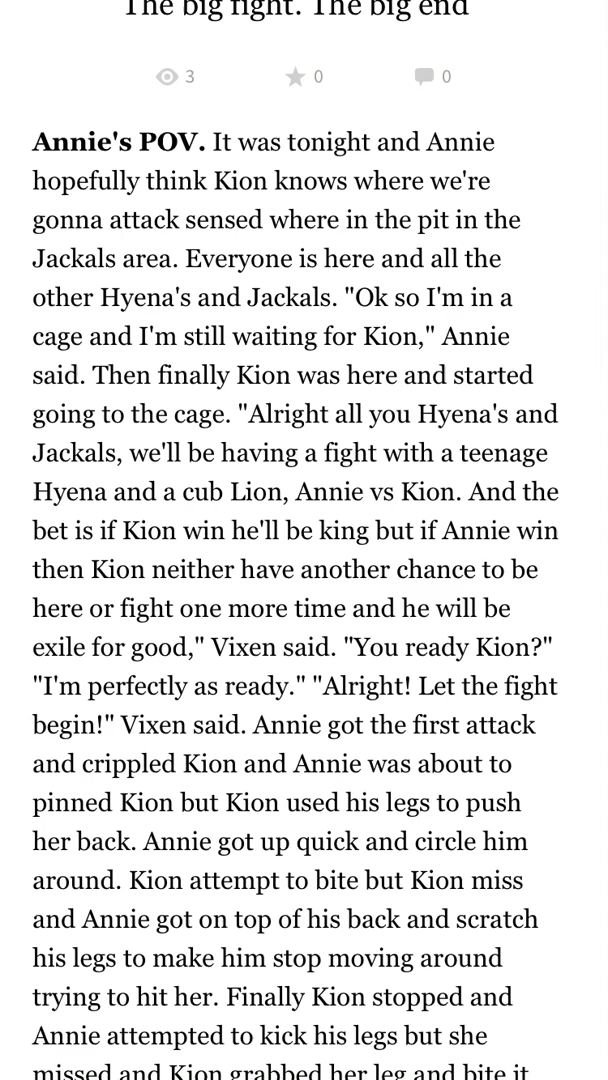 The big fight. The big end
3 0 0
Annie's POV. It was tonight and Annie
hopefully think Kion knows where we're
gonna attack sensed where in the pit in the
Jackals area. Everyone is here and all the
other Hyena's and Jackals. "Ok so I'm in a
cage and I'm still waiting for Kion," Annie
said. Then finally Kion was here and started
going to the cage. "Alright all you Hyena's and
Jackals, we'll be having a fight with a teenage
Hyena and a cub Lion, Annie vs Kion. And the
bet is if Kion win he'll be king but if Annie win
then Kion neither have another chance to be
here or fight one more time and he will be
exile for good," Vixen said. "You ready Kion?"
"I'm perfectly as ready." "Alright! Let the fight
begin!" Vixen said. Annie got the first attack
and crippled Kion and Annie was about to
pinned Kion but Kion used his legs to push
her back. Annie got up quick and circle him
around. Kion attempt to bite but Kion miss
and Annie got on top of his back and scratch
his legs to make him stop moving around
trying to hit her. Finally Kion stopped and
Annie attempted to kick his legs but she
missed and Kion grabbed her leg and bite it